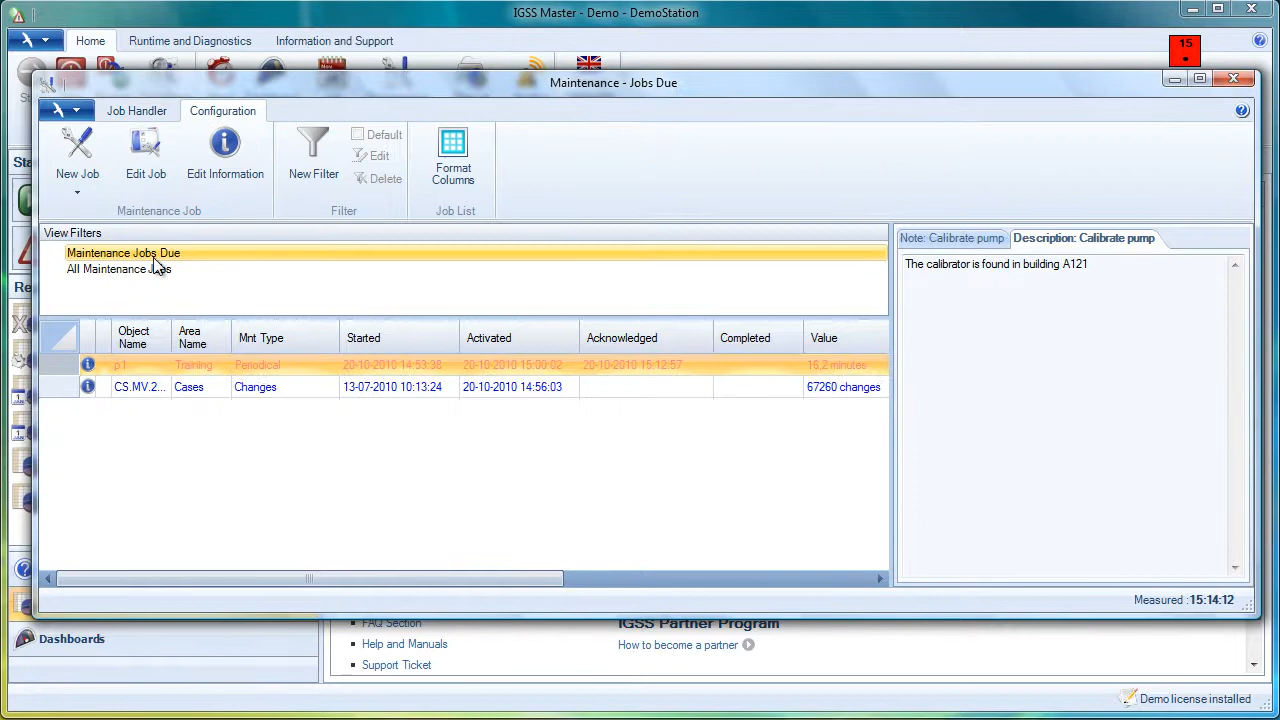 IGSS Master - Demo - DemoStation
Home
Runtime and Diagnostics
Information and Support
15
Maintenance - Jobs Due
Job Handler
Configuration
New Job
Edit Job
Edit Information
New Filter
Default
Edit
Delete
Format Columns
Maintenance Job
Filter
Job List
View Filters
Maintenance Jobs Due
All Maintenance Jobs
Note: Calibrate pump
Description: Calibrate pump
The calibrator is found in building A121
Object Name
Area Name
Mnt Type
Started
Activated
Acknowledged
Completed
Value
p1 Training Periodical 20-10-2010 14:53:38 20-10-2010 15:00:02 20-10-2010 15:12:57 16,2 minutes
CS.MV.2... Cases Changes 13-07-2010 10:13:24 20-10-2010 14:56:03 67260 changes
Measured : 15:14:12
Dashboards
FAQ Section
Help and Manuals
Support Ticket
IGSS Partner Program
How to become a partner
Demo license installed